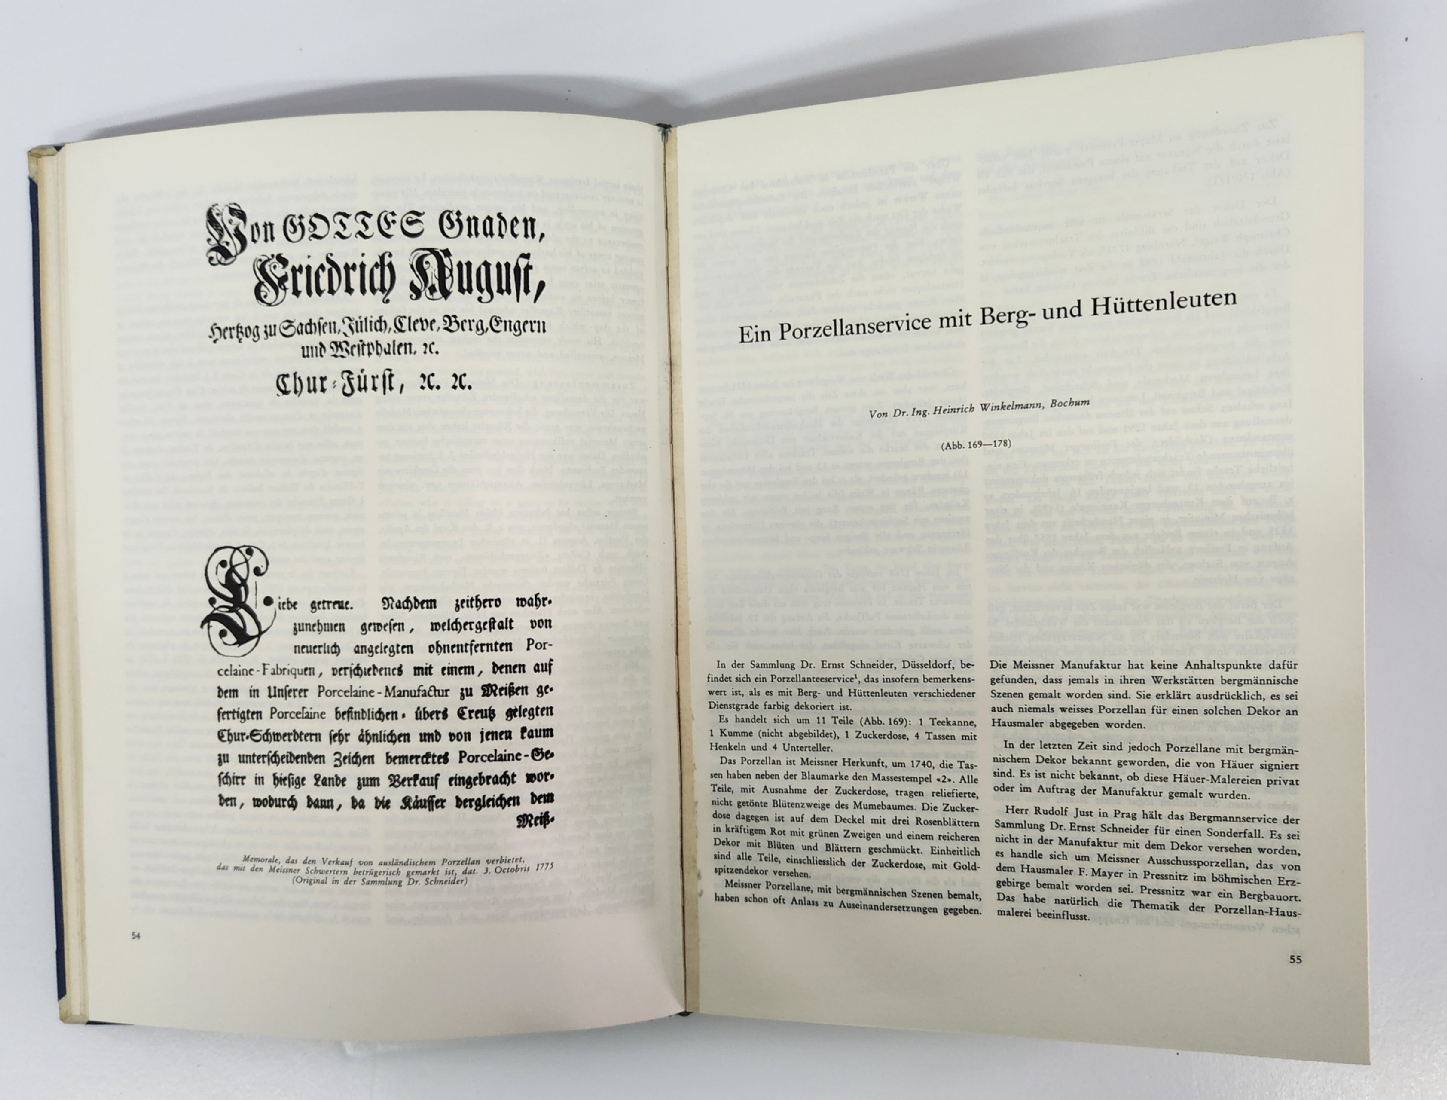 Von GOTTES Gnaden,
Friedrich August,
Hertzog zu Sachsen, Jülich, Cleve, Berg, Engern
und Westphalen, ꝛc.
Chur-Fürst, ꝛc. ꝛc.
Liebe getreue. Nachdem zeithero wahr-
zunehmen gewesen, welchergestalt von
neuerlich angelegten ohnentfernten Por-
celaine-Fabriquen, verschiedenes mit einem, denen auf
dem in Unserer Porcelaine-Manufactur zu Meißen ge-
fertigten Porcelaine befindlichen, übers Creutz gelegten
Chur-Schwerdtern sehr ähnlichen und von jenen kaum
zu unterscheidenden Zeichen bemercktes Porcelaine-Ge-
schirr in hiesige Lande zum Verkauf eingebracht wor-
den, wodurch dann, da die Käuffer dergleichen dem
Meiß-
Memorale, das den Verkauf von ausländischem Porzellan verbietet,
das mit den Meissner Schwertern betrügerisch gemarkt ist, dat. 3. Octobris 1775
(Original in der Sammlung Dr. Schneider)
54
Ein Porzellanservice mit Berg- und Hüttenleuten
Von Dr. Ing. Heinrich Winkelmann, Bochum
(Abb. 169—178)
In der Sammlung Dr. Ernst Schneider, Düsseldorf, be-
findet sich ein Porzellanteeservice¹, das insofern bemerkens-
wert ist, als es mit Berg- und Hüttenleuten verschiedener
Dienstgrade farbig dekoriert ist.
Es handelt sich um 11 Teile (Abb. 169): 1 Teekanne,
1 Kumme (nicht abgebildet), 1 Zuckerdose, 4 Tassen mit
Henkeln und 4 Unterteller.
Das Porzellan ist Meissner Herkunft, um 1740, die Tas-
sen haben neben der Blaumarke den Massestempel «2». Alle
Teile, mit Ausnahme der Zuckerdose, tragen reliefierte,
nicht getönte Blütenzweige des Mumebaumes. Die Zucker-
dose dagegen ist auf dem Deckel mit drei Rosenblättern
in kräftigem Rot mit grünen Zweigen und einem reicheren
Dekor mit Blüten und Blättern geschmückt. Einheitlich
sind alle Teile, einschliesslich der Zuckerdose, mit Gold-
spitzendekor versehen.
Meissner Porzellane, mit bergmännischen Szenen bemalt,
haben schon oft Anlass zu Auseinandersetzungen gegeben.
Die Meissner Manufaktur hat keine Anhaltspunkte dafür
gefunden, dass jemals in ihren Werkstätten bergmännische
Szenen gemalt worden sind. Sie erklärt ausdrücklich, es sei
auch niemals weisses Porzellan für einen solchen Dekor an
Hausmaler abgegeben worden.
In der letzten Zeit sind jedoch Porzellane mit bergmän-
nischem Dekor bekannt geworden, die von Häuer signiert
sind. Es ist nicht bekannt, ob diese Häuer-Malereien privat
oder im Auftrag der Manufaktur gemalt wurden.
Herr Rudolf Just in Prag hält das Bergmannservice der
Sammlung Dr. Ernst Schneider für einen Sonderfall. Es sei
nicht in der Manufaktur mit dem Dekor versehen worden,
es handle sich um Meissner Ausschussporzellan, das von
dem Hausmaler F. Mayer in Pressnitz im böhmischen Erz-
gebirge bemalt worden sei. Pressnitz war ein Bergbauort.
Das habe natürlich die Thematik der Porzellan-Haus-
malerei beeinflusst.
55